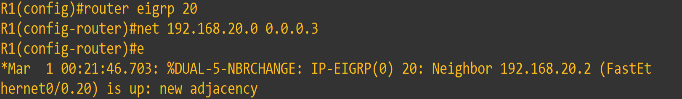 R1(config)#router eigrp 20
R1(config-router)#net 192.168.20.0 0.0.0.3
R1(config-router)#e
*Mar  1 00:21:46.703: %DUAL-5-NBRCHANGE: IP-EIGRP(0) 20: Neighbor 192.168.20.2 (FastEt
hernet0/0.20) is up: new adjacency